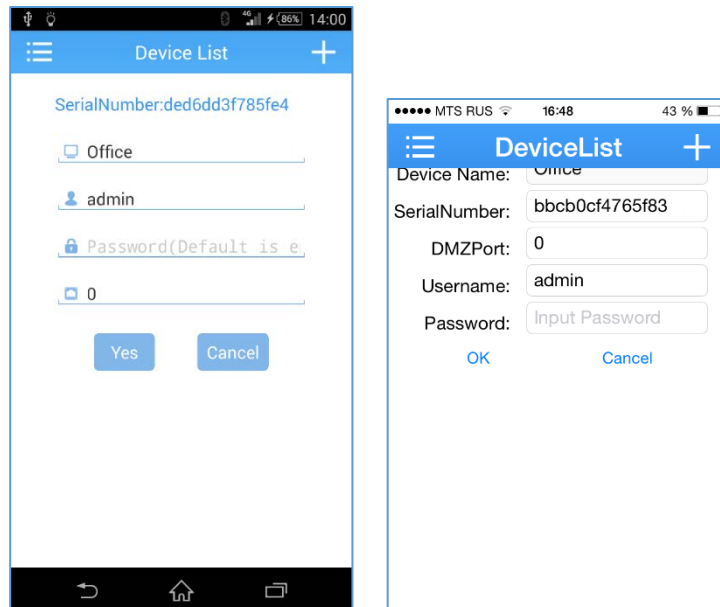 4G 86% 14:00
Device List
SerialNumber:ded6dd3f785fe4
Office
admin
Password(Default is e
0
Yes Cancel
MTS RUS 16:48 43 %
DeviceList
Device Name: Office
SerialNumber: bbcb0cf4765f83
DMZPort: 0
Username: admin
Password: Input Password
OK Cancel